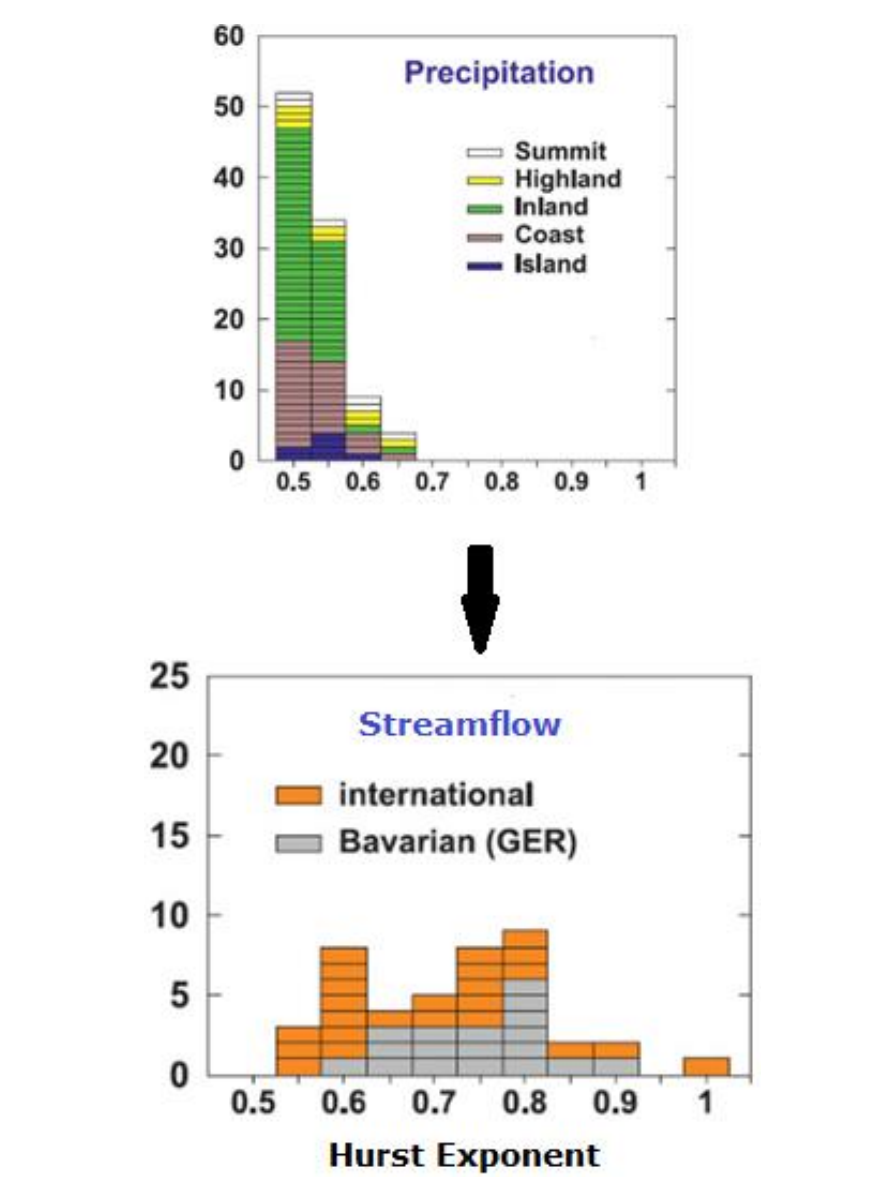 60
Precipitation
50
Summit
40
Highland
Inland
30
Coast
Island
20
10
0
0.5 0.6 0.7 0.8 0.9 1
25
Streamflow
20
international
15
Bavarian (GER)
10
5
0
0.5 0.6 0.7 0.8 0.9 1
Hurst Exponent